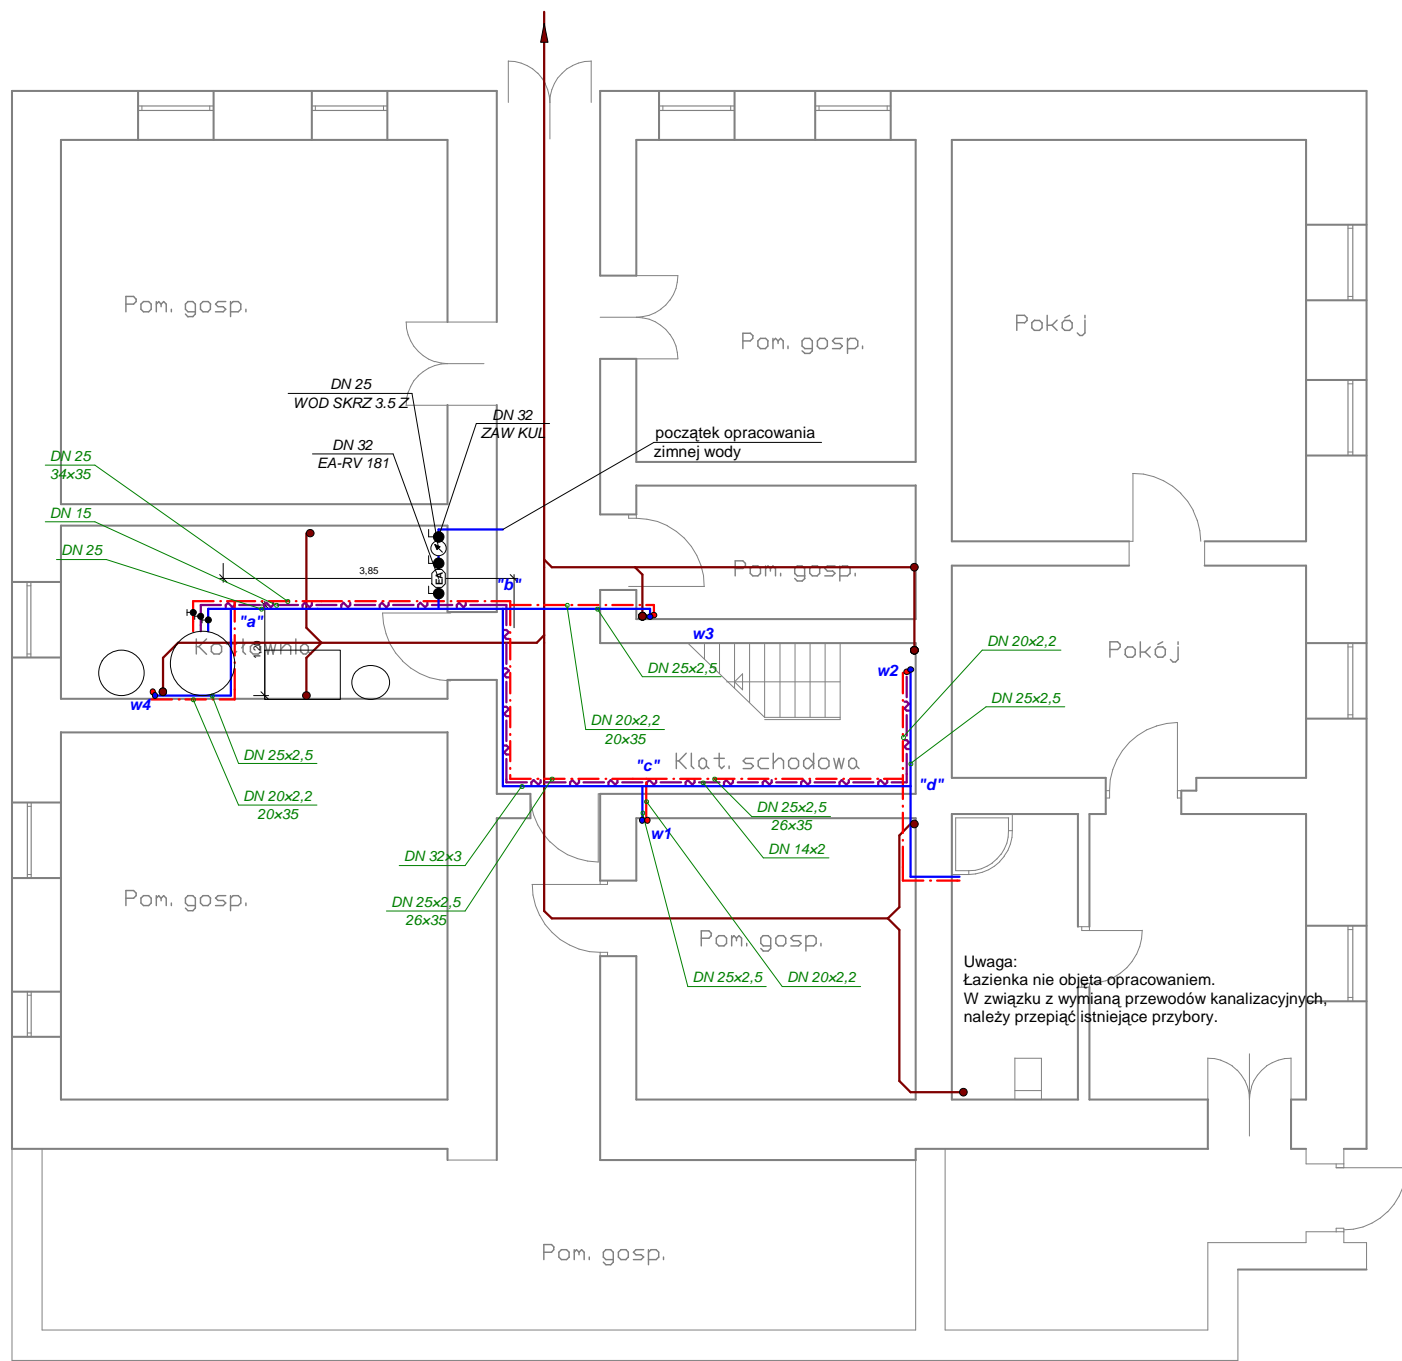 Pom. gosp.
Pom. gosp.
Pokój
DN 25
WOD SKRZ 3.5 Z
DN 32
ZAW KUL
DN 32
EA-RV 181
początek opracowania
zimnej wody
DN 25
34x35
DN 15
DN 25
3,85
EA
"b"
"a"
Kotłownia
1,20
w4
Pom. gosp.
w3
w2
DN 20x2,2
Pokój
DN 25x2,5
DN 25x2,5
DN 20x2,2
20x35
Klat. schodowa
"c"
"d"
DN 25x2,5
DN 20x2,2
20x35
DN 25x2,5
26x35
w1
DN 14x2
DN 32x3
DN 25x2,5
26x35
Pom. gosp.
Pom. gosp.
DN 25x2,5
DN 20x2,2
Uwaga:
Łazienka nie objęta opracowaniem.
W związku z wymianą przewodów kanalizacyjnych,
należy przepiąć istniejące przybory.
Pom. gosp.